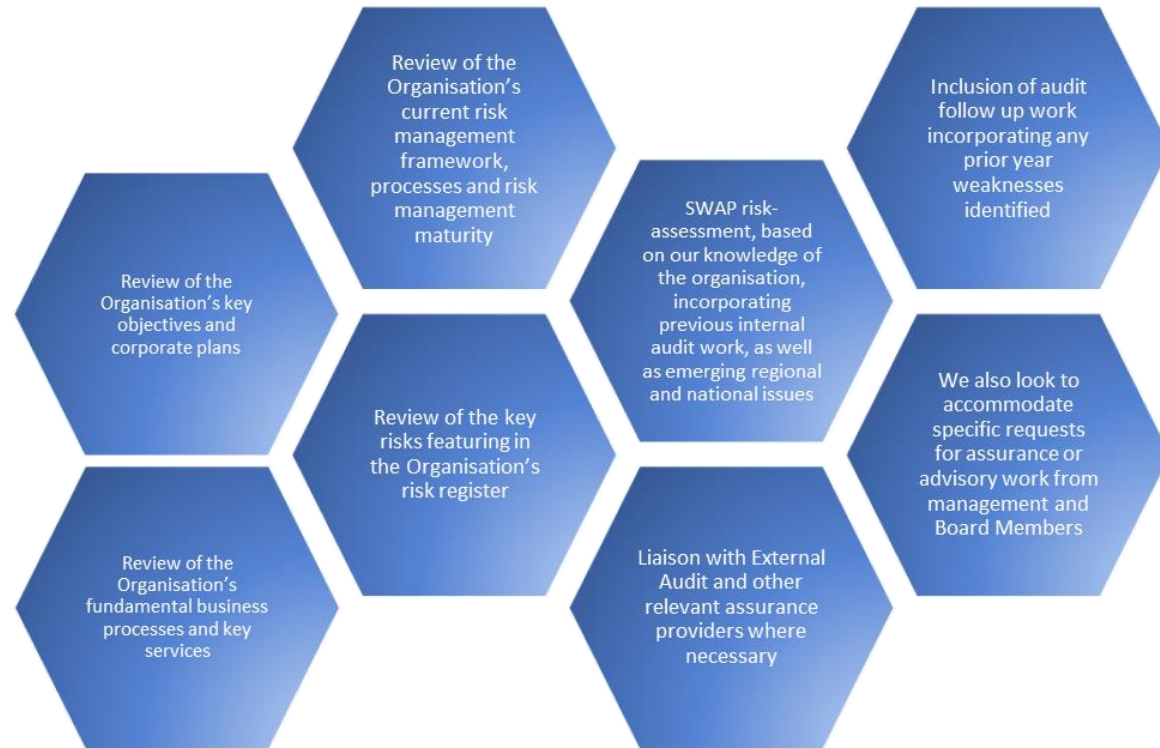 Review of the
Organisation's
current risk
management
framework,
processes and risk
management
maturity
Inclusion of audit
follow up work
incorporating any
prior year
weaknesses
identified
Review of the
Organisation's key
objectives and
corporate plans
SWAP risk-
assessment, based
on our knowledge of
the organisation,
incorporating
previous internal
audit work, as well
as emerging regional
and national issues
Review of the key
risks featuring in
the Organisation's
risk register
We also look to
accommodate
specific requests
for assurance or
advisory work from
management and
Board Members
Review of the
Organisation's
fundamental business
processes and key
services
Liaison with External
Audit and other
relevant assurance
providers where
necessary